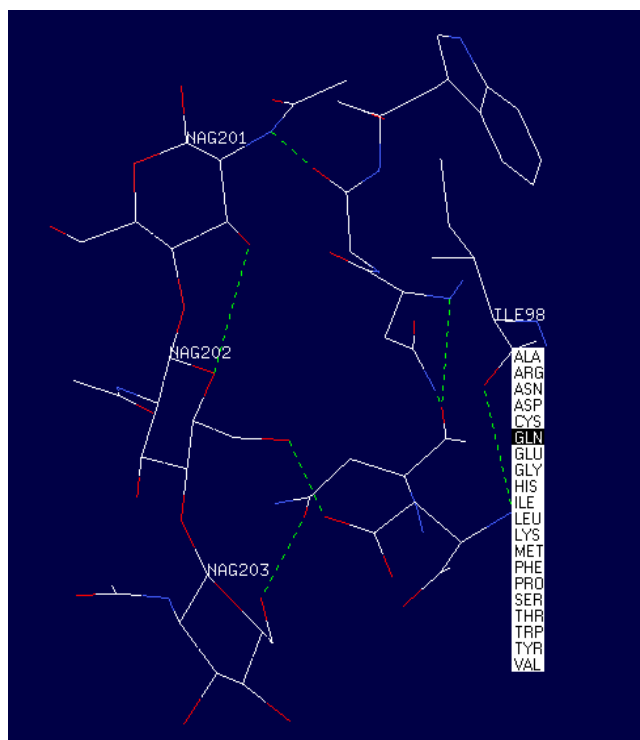 NAG201
ILE98
NAG202
ALA
ARG
ASN
ASP
CYS
GLN
GLU
GLY
HIS
ILE
LEU
LYS
MET
PHE
PRO
SER
THR
TRP
TYR
VAL
NAG203